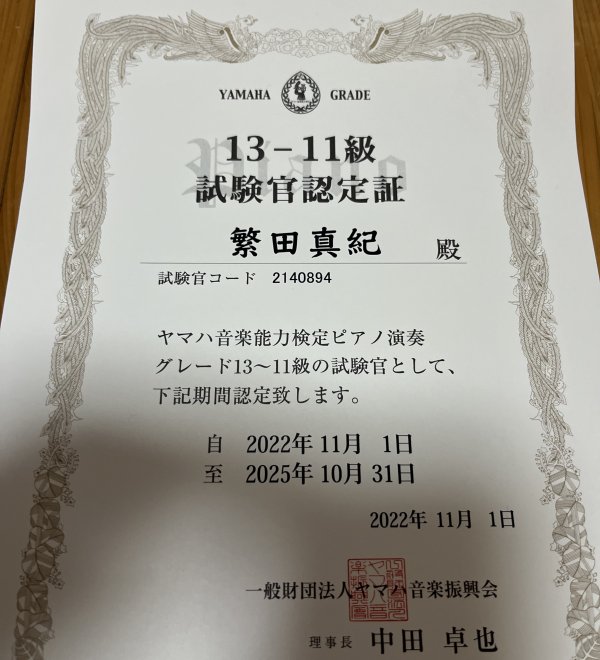 YAMAHA GRADE
Piano
13-11級
試験官認定証
繁田真紀 殿
試験官コード 2140894
ヤマハ音楽能力検定ピアノ演奏
グレード13〜11級の試験官として、
下記期間認定致します。
自 2022年 11月 1日
至 2025年 10月 31日
2022年 11月 1日
一般財団法人ヤマハ音楽振興会
理事長 中田 卓也